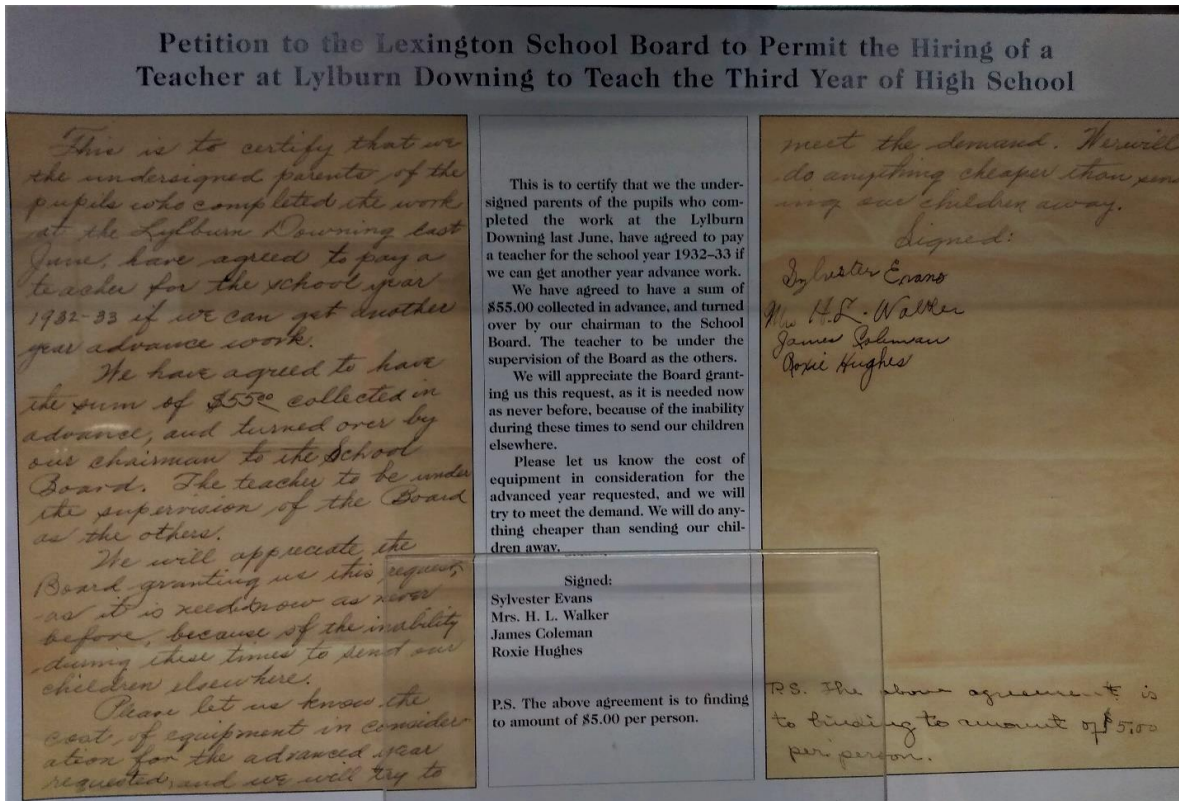 Petition to the Lexington School Board to Permit the Hiring of a
Teacher at Lylburn Downing to Teach the Third Year of High School
This is to certify that we
the undersigned parents of the
pupils who completed the work
at the Lylburn Downing last
June, have agreed to pay a
teacher for the school year
1932-33 if we can get another
year advance work.
We have agreed to have
the sum of $55.00 collected in
advance, and turned over by
our chairman to the School
Board. The teacher to be under
the supervision of the Board
as the others.
We will appreciate the
Board granting us this request,
as it is need now as never
before, because of the inability
during these times to send our
children elsewhere.
Please let us know the
cost of equipment in consider-
ation for the advanced year
requested, and we will try to
This is to certify that we the under-
signed parents of the pupils who com-
pleted the work at the Lylburn
Downing last June, have agreed to pay
a teacher for the school year 1932–33 if
we can get another year advance work.
We have agreed to have a sum of
$55.00 collected in advance, and turned
over by our chairman to the School
Board. The teacher to be under the
supervision of the Board as the others.
We will appreciate the Board grant-
ing us this request, as it is needed now
as never before, because of the inability
during these times to send our children
elsewhere.
Please let us know the cost of
equipment in consideration for the
advanced year requested, and we will
try to meet the demand. We will do any-
thing cheaper than sending our chil-
dren away.
Signed:
Sylvester Evans
Mrs. H. L. Walker
James Coleman
Roxie Hughes
P.S. The above agreement is to finding
to amount of $5.00 per person.
meet the demand. We will
do anything cheaper than send
ing our children away.
Signed:
Sylvester Evans
Mrs H.L. Walker
James Coleman
Roxie Hughes
P.S. The above agreement is
to binding to amount of $5.00
per person.